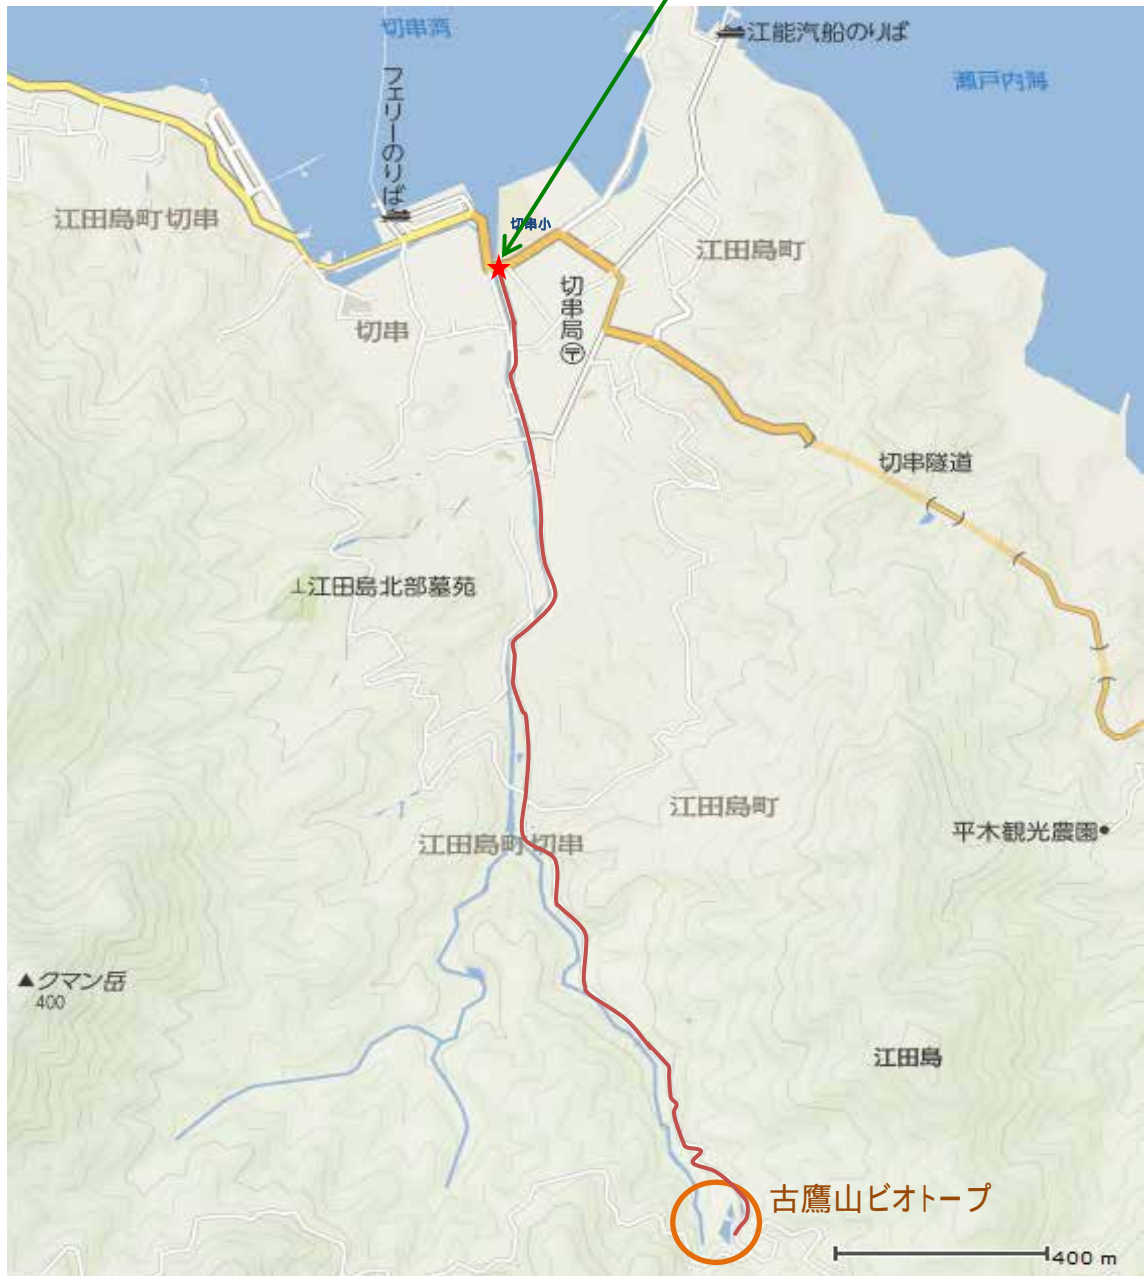 切串湾
江能汽船のりば
瀬戸内海
フェリーのりば
江田島町切串
切串小
江田島町
切串局
切串
切串隧道
江田島北部墓苑
江田島町
平木観光農園
江田島町切串
クマン岳
400
江田島
古鷹山ビオトープ
400 m